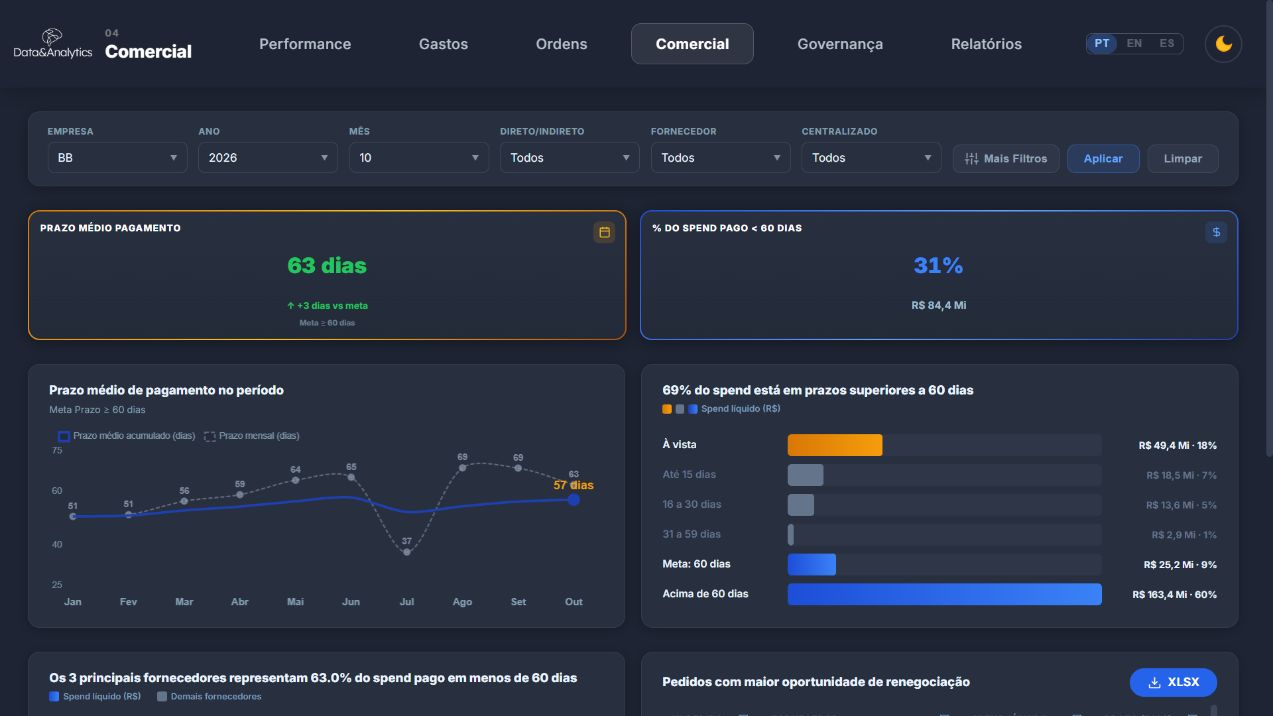 Data&Analytics
04
Comercial
Performance
Gastos
Ordens
Comercial
Governança
Relatórios
PT EN ES
EMPRESA ANO MÊS DIRETO/INDIRETO FORNECEDOR CENTRALIZADO
BB 2026 10 Todos Todos Todos Mais Filtros Aplicar Limpar
PRAZO MÉDIO PAGAMENTO
63 dias
↑ +3 dias vs meta
Meta ≥ 60 dias
% DO SPEND PAGO < 60 DIAS
$
31%
R$ 84,4 Mi
Prazo médio de pagamento no período
Meta Prazo ≥ 60 dias
Prazo médio acumulado (dias) Prazo mensal (dias)
75
60
40
25
51 51 56 59 64 65 37 69 69 63
57 dias
Jan Fev Mar Abr Mai Jun Jul Ago Set Out
69% do spend está em prazos superiores a 60 dias
Spend líquido (R$)
À vista R$ 49,4 Mi · 18%
Até 15 dias R$ 18,5 Mi · 7%
16 a 30 dias R$ 13,6 Mi · 5%
31 a 59 dias R$ 2,9 Mi · 1%
Meta: 60 dias R$ 25,2 Mi · 9%
Acima de 60 dias R$ 163,4 Mi · 60%
Os 3 principais fornecedores representam 63.0% do spend pago em menos de 60 dias
Spend líquido (R$) Demais fornecedores
Pedidos com maior oportunidade de renegociação
XLSX